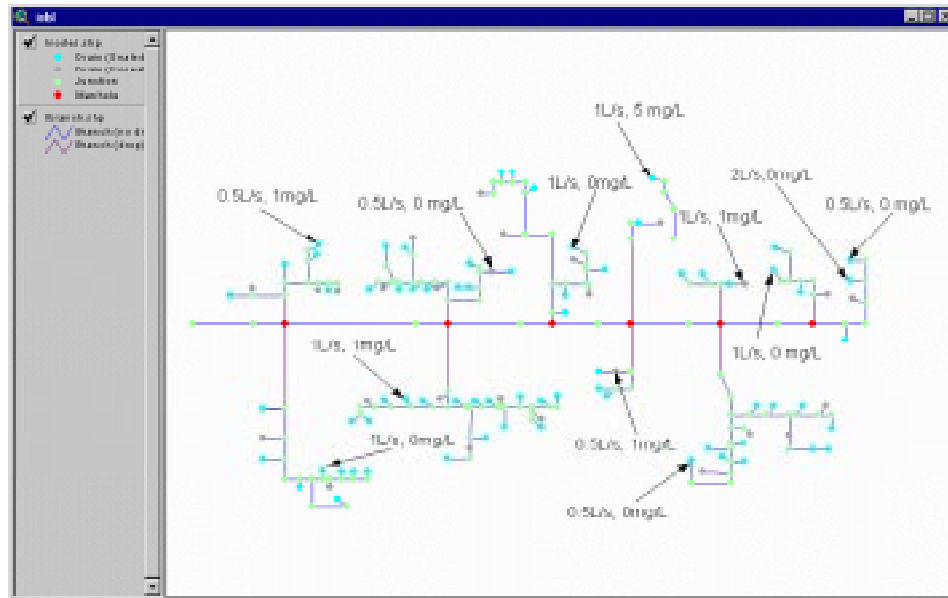 Junction
Manhole
1L/s, 5 mg/L
0.5L/s, 1mg/L
0.5L/s, 0 mg/L
1L/s, 0mg/L
2L/s,0mg/L
0.5L/s, 0 mg/L
1L/s, 1mg/L
1L/s, 1mg/L
1L/s, 0 mg/L
1L/s, 0mg/L
0.5L/s, 1mg/L
0.5L/s, 0mg/L